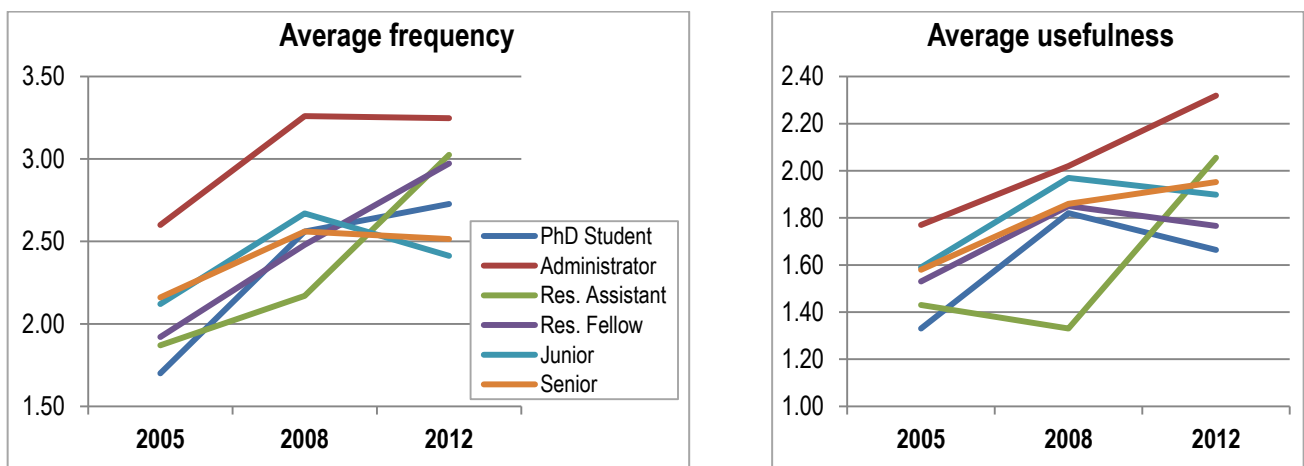 Average frequency
3.50
3.00
2.50
2.00
1.50
2005 2008 2012
PhD Student
Administrator
Res. Assistant
Res. Fellow
Junior
Senior
Average usefulness
2.40
2.20
2.00
1.80
1.60
1.40
1.20
1.00
2005 2008 2012